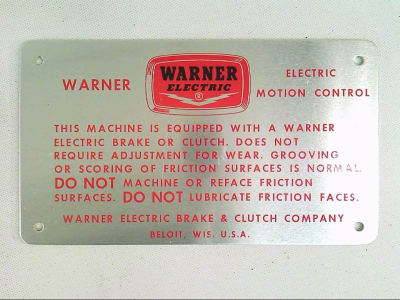 WARNER
WARNER
ELECTRIC
ELECTRIC
MOTION CONTROL
THIS MACHINE IS EQUIPPED WITH A WARNER
ELECTRIC BRAKE OR CLUTCH. DOES NOT
REQUIRE ADJUSTMENT FOR WEAR. GROOVING
OR SCORING OF FRICTION SURFACES IS NORMAL.
DO NOT MACHINE OR REFACE FRICTION
SURFACES. DO NOT LUBRICATE FRICTION FACES.
WARNER ELECTRIC BRAKE & CLUTCH COMPANY
BELOIT, WIS. U.S.A.